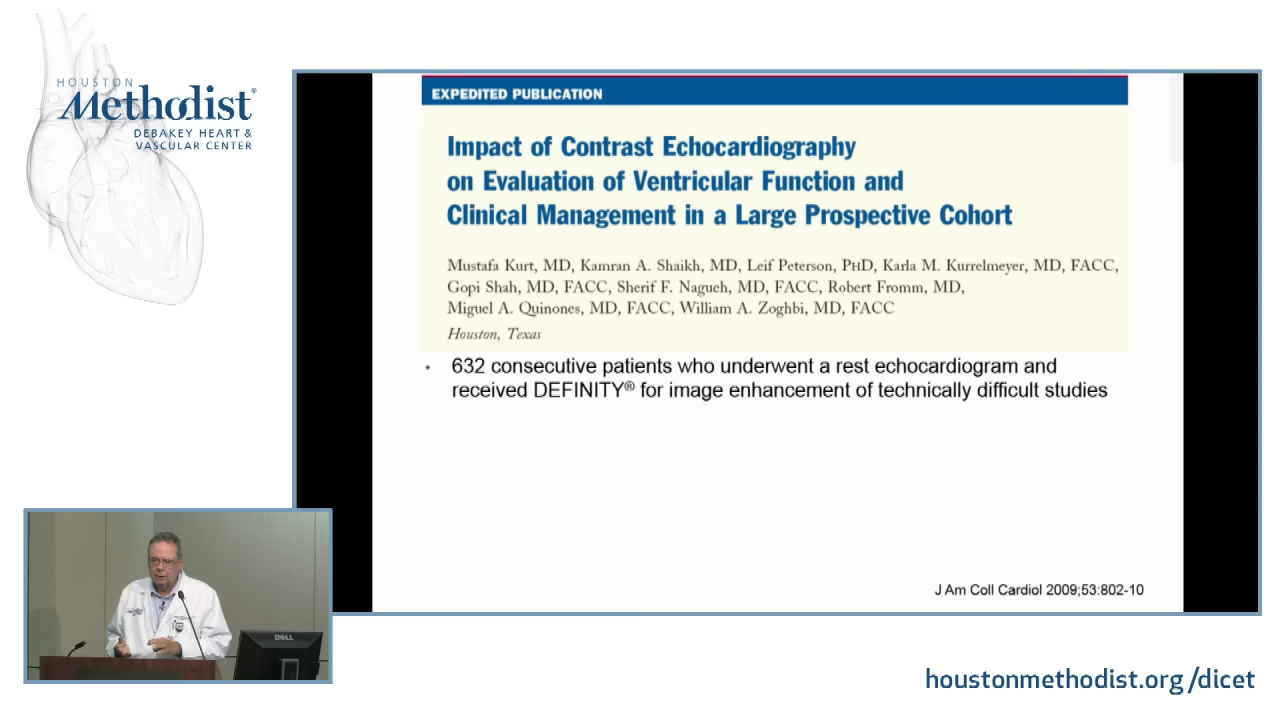 HOUSTON
Methodist®
DEBAKEY HEART &
VASCULAR CENTER
EXPEDITED PUBLICATION
Impact of Contrast Echocardiography
on Evaluation of Ventricular Function and
Clinical Management in a Large Prospective Cohort
Mustafa Kurt, MD, Kamran A. Shaikh, MD, Leif Peterson, PHD, Karla M. Kurrelmeyer, MD, FACC,
Gopi Shah, MD, FACC, Sherif F. Nagueh, MD, FACC, Robert Fromm, MD,
Miguel A. Quinones, MD, FACC, William A. Zoghbi, MD, FACC
Houston, Texas
• 632 consecutive patients who underwent a rest echocardiogram and
received DEFINITY® for image enhancement of technically difficult studies
J Am Coll Cardiol 2009;53:802-10
DELL
houstonmethodist.org/dicet